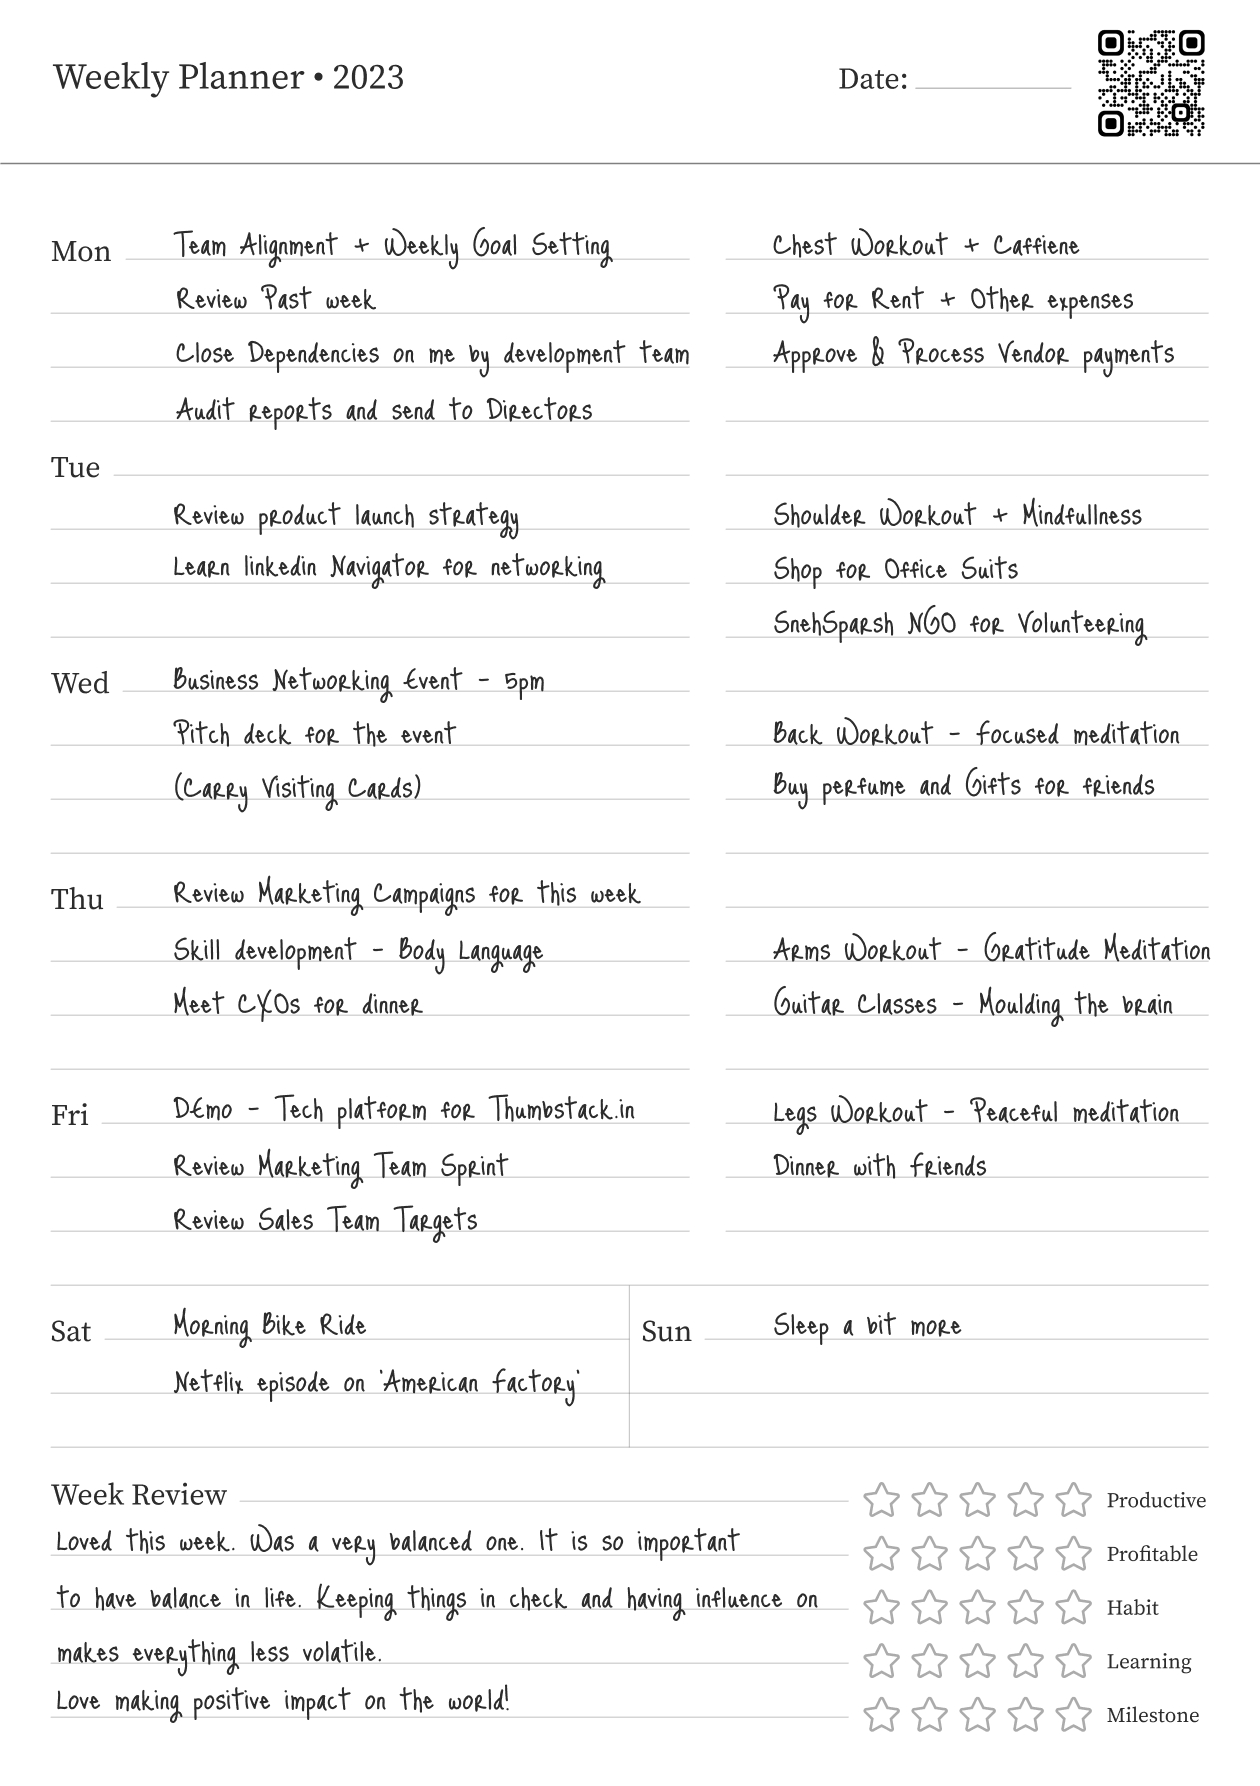 Weekly Planner • 2023
Date:
Mon
Team Alignment + Weekly Goal Setting
Review Past week
Close Dependencies on me by development team
Audit reports and send to Directors
Chest Workout + Caffiene
Pay for Rent + Other expenses
Approve & Process Vendor payments
Tue
Review product launch strategy
Learn linkedin Navigator for networking
Shoulder Workout + Mindfullness
Shop for Office Suits
SnehSparsh NGO for Volunteering
Wed
Business Networking Event - 5pm
Pitch deck for the event
(Carry Visiting Cards)
Back Workout - focused meditation
Buy perfume and Gifts for friends
Thu
Review Marketing Campaigns for this week
Skill development - Body Language
Meet CXOs for dinner
Arms Workout - Gratitude Meditation
Guitar Classes - Moulding the brain
Fri
DEmo - Tech platform for Thumbstack.in
Review Marketing Team Sprint
Review Sales Team Targets
Legs Workout - Peaceful meditation
Dinner with friends
Sat
Morning Bike Ride
Netflix episode on 'American factory'
Sun
Sleep a bit more
Week Review
Loved this week. Was a very balanced one. It is so important
to have balance in life. Keeping things in check and having influence on
makes everything less volatile.
Love making positive impact on the world!
Productive
Profitable
Habit
Learning
Milestone